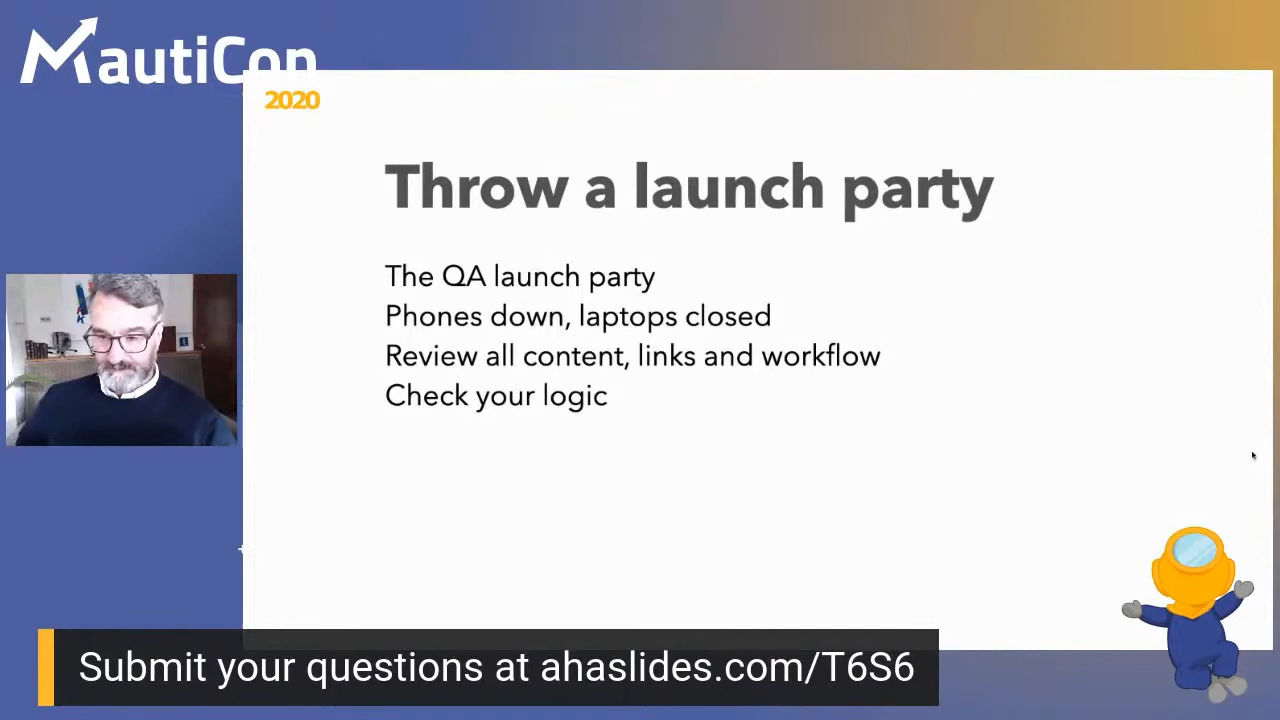 MautiCon
2020
Throw a launch party
The QA launch party
Phones down, laptops closed
Review all content, links and workflow
Check your logic
Submit your questions at ahaslides.com/T6S6